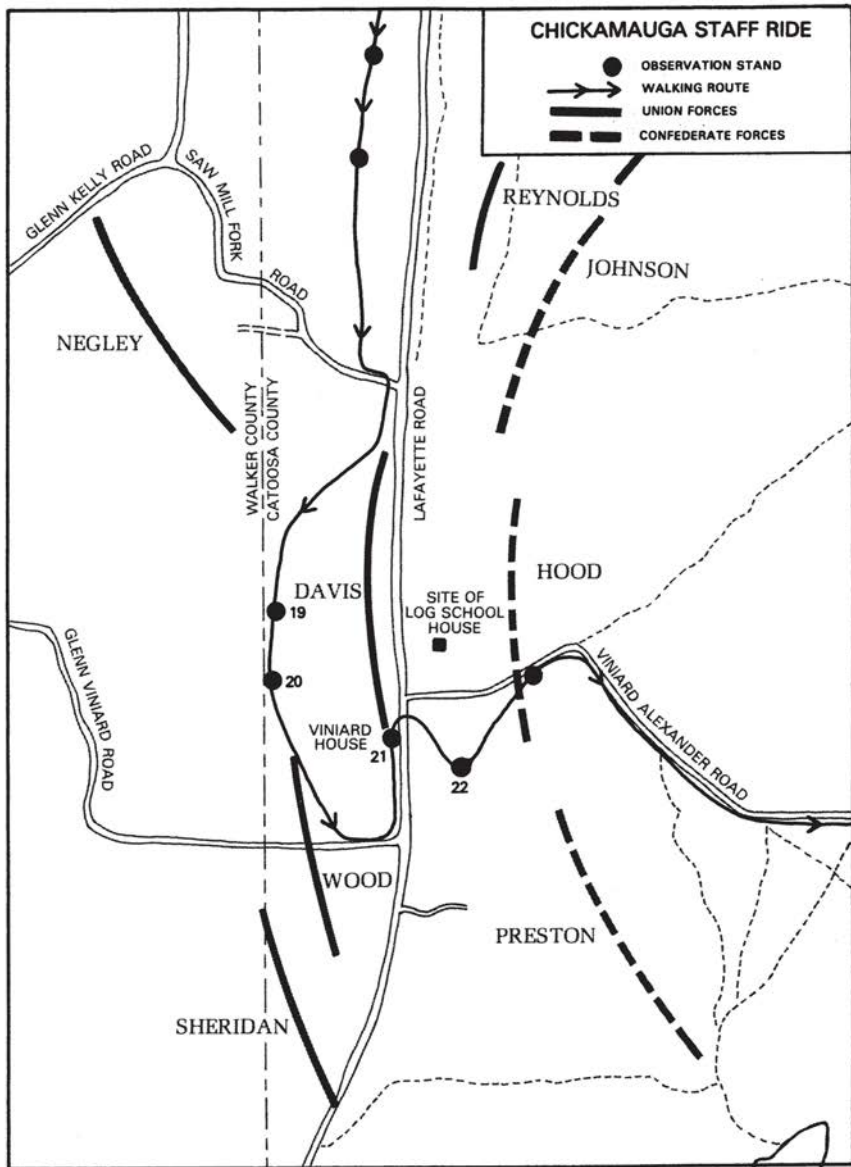 CHICKAMAUGA STAFF RIDE
OBSERVATION STAND
WALKING ROUTE
UNION FORCES
CONFEDERATE FORCES
GLENN KELLY ROAD
SAW MILL FORK
ROAD
REYNOLDS
JOHNSON
NEGLEY
WALKER COUNTY
CATOOSA COUNTY
LAFAYETTE ROAD
DAVIS
HOOD
SITE OF
LOG SCHOOL
HOUSE
19
20
GLENN VINIARD ROAD
VINIARD
HOUSE
21
22
VINIARD ALEXANDER ROAD
WOOD
PRESTON
SHERIDAN